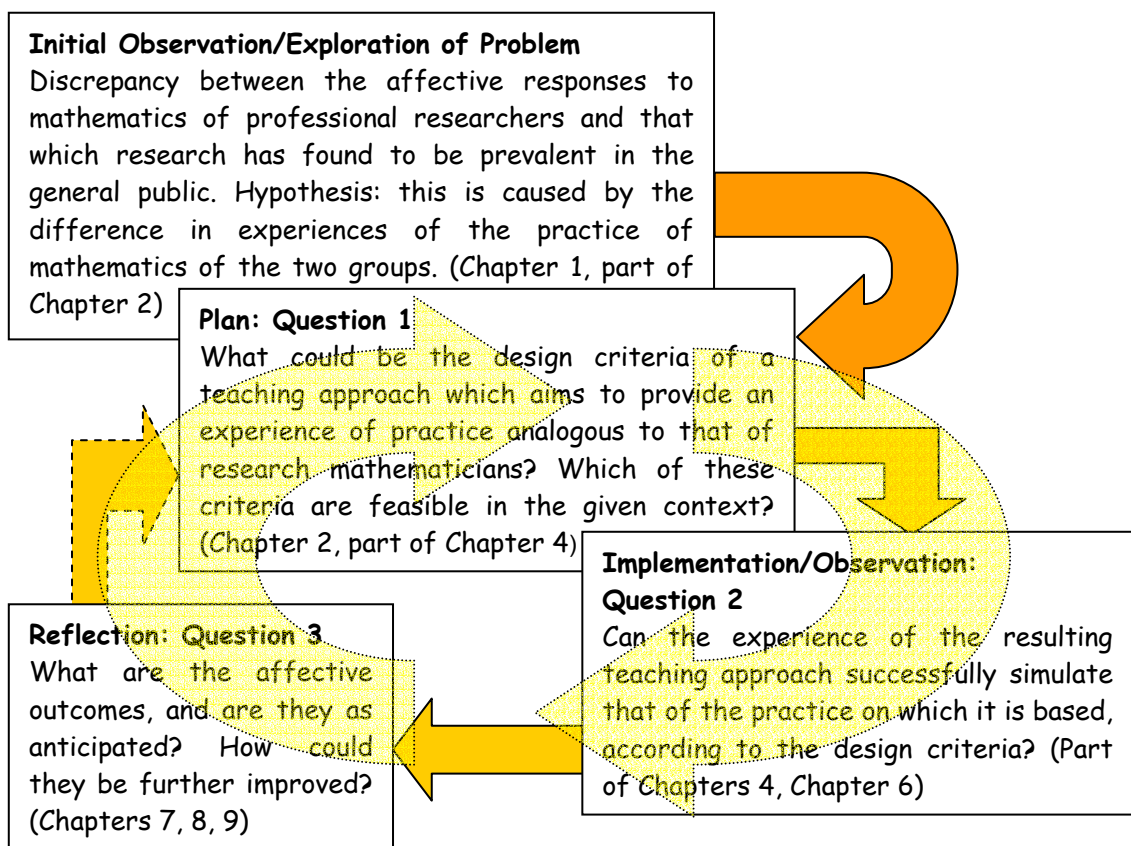 Initial Observation/Exploration of Problem
Discrepancy between the affective responses to
mathematics of professional researchers and that
which research has found to be prevalent in the
general public. Hypothesis: this is caused by the
difference in experiences of the practice of
mathematics of the two groups. (Chapter 1, part of
Chapter 2)
Plan: Question 1
What could be the design criteria of a
teaching approach which aims to provide an
experience of practice analogous to that of
research mathematicians? Which of these
criteria are feasible in the given context?
(Chapter 2, part of Chapter 4)
Implementation/Observation:
Question 2
Can the experience of the resulting
teaching approach successfully simulate
that of the practice on which it is based,
according to the design criteria? (Part
of Chapters 4, Chapter 6)
Reflection: Question 3
What are the affective
outcomes, and are they as
anticipated? How could
they be further improved?
(Chapters 7, 8, 9)